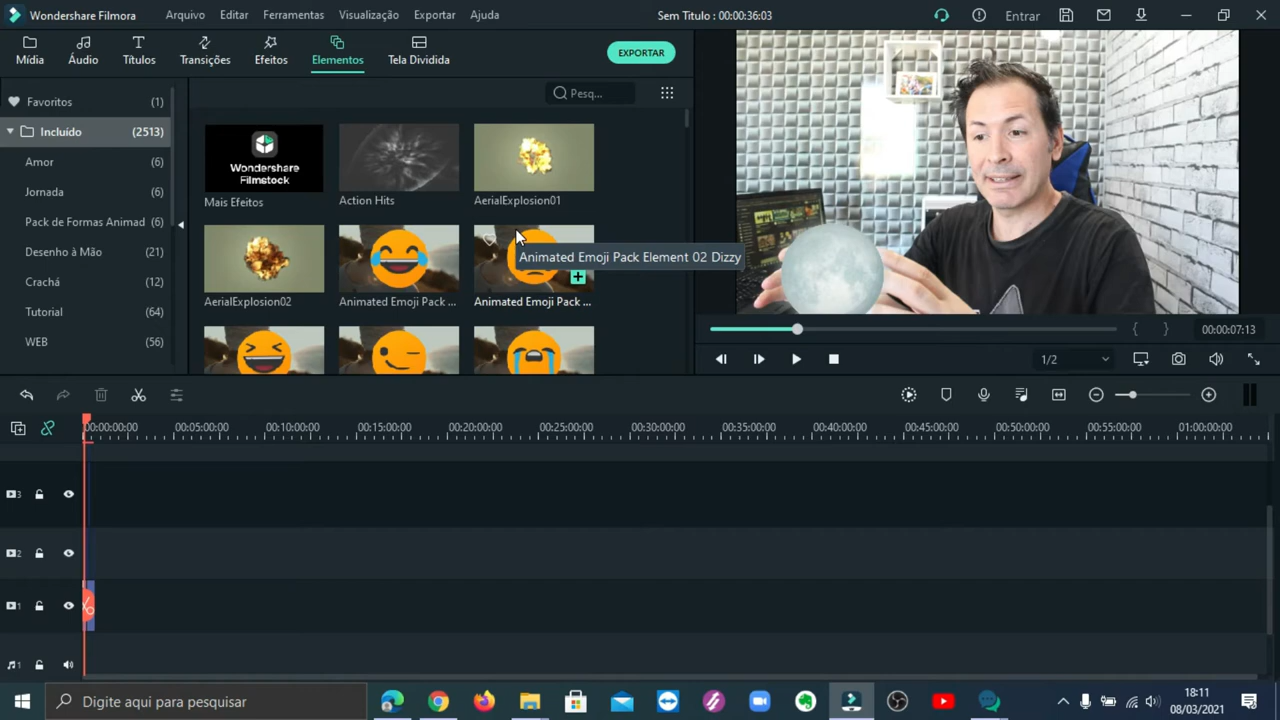 Wondershare Filmora
Arquivo
Editar
Ferramentas
Visualização
Exportar
Ajuda
Sem Titulo : 00:00:36:03
Entrar
Mídia
Áudio
Títulos
Transições
Efeitos
Elementos
Tela Dividida
EXPORTAR
Favoritos (1)
Pesq...
Incluído (2513)
Amor (6)
Jornada (6)
Pack de Formas Animad (6)
Desenho à Mão (21)
Crachá (12)
Tutorial (64)
WEB (56)
Wondershare
Filmstock
Mais Efeitos
Action Hits
AerialExplosion01
Animated Emoji Pack Element 02 Dizzy
AerialExplosion02
Animated Emoji Pack ...
Animated Emoji Pack ...
00:00:07:13
1/2
00:00:00:00
00:05:00:00
00:10:00:00
00:15:00:00
00:20:00:00
00:25:00:00
00:30:00:00
00:35:00:00
00:40:00:00
00:45:00:00
00:50:00:00
00:55:00:00
01:00:00:00
3
2
1
1
Digite aqui para pesquisar
18:11
08/03/2021